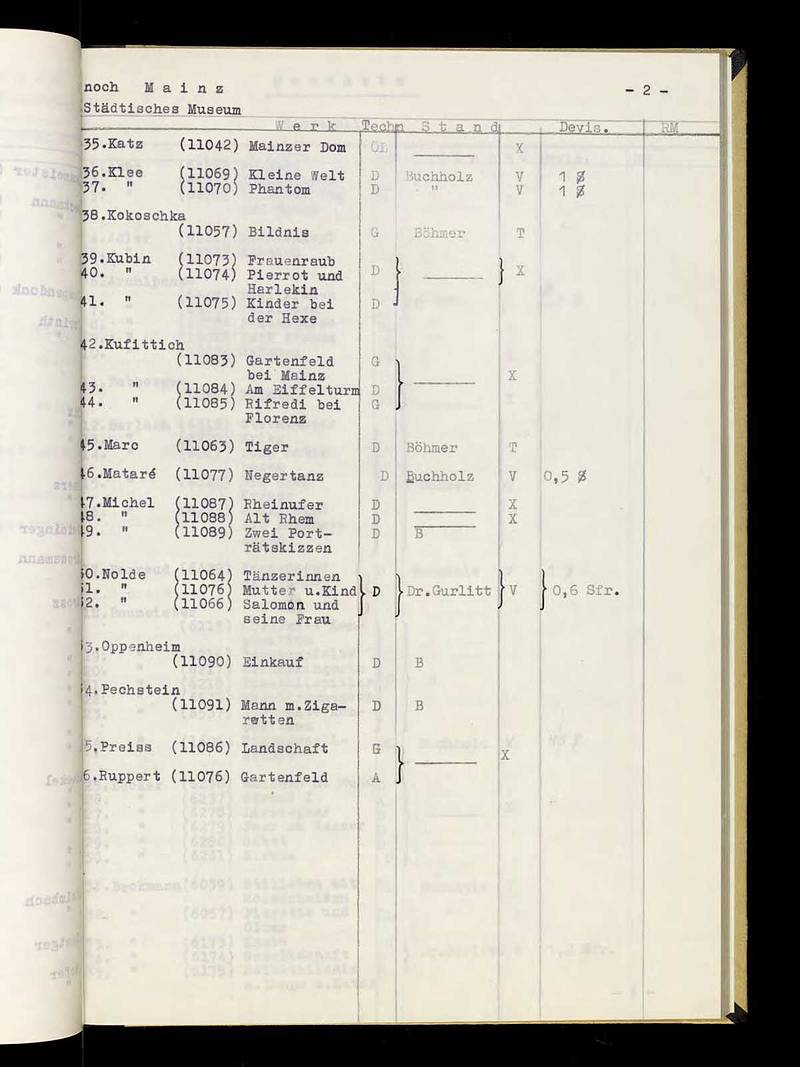 noch M a i n z - 2 -
Städtisches Museum
W e r k Techn S t a n d Devis. RM
35.Katz (11042) Mainzer Dom ÖL ______ X
36.Klee (11069) Kleine Welt D Buchholz V 1 $
37. " (11070) Phantom D " V 1 $
38.Kokoschka
(11057) Bildnis G Böhmer T
39.Kubin (11073) Frauenraub
40. " (11074) Pierrot und D ______ X
Harlekin
41. " (11075) Kinder bei D
der Hexe
42.Kufittich
(11083) Gartenfeld G
bei Mainz ______ X
43. " (11084) Am Eiffelturm D
44. " (11085) Rifredi bei G
Florenz
45.Marc (11063) Tiger D Böhmer T
46.Mataré (11077) Negertanz D Buchholz V 0,5 $
47.Michel (11087) Rheinufer D ______ X
48. " (11088) Alt Rhem D ______ X
49. " (11089) Zwei Port- D B
rätskizzen
50.Nolde (11064) Tänzerinnen
51. " (11076) Mutter u.Kind D Dr.Gurlitt V 0,6 Sfr.
52. " (11066) Salomon und
seine Frau
53.Oppenheim
(11090) Einkauf D B
54.Pechstein
(11091) Mann m.Ziga- D B
retten
55.Preiss (11086) Landschaft G ______ X
56.Ruppert (11076) Gartenfeld A